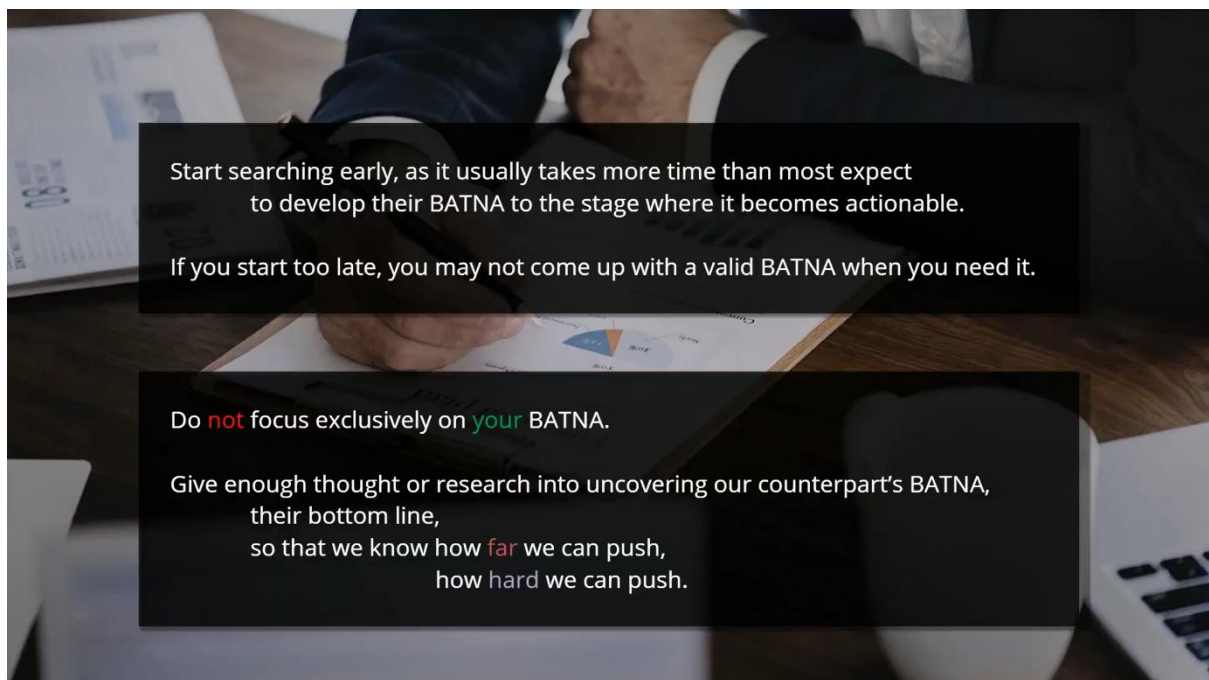 Start searching early, as it usually takes more time than most expect
to develop their BATNA to the stage where it becomes actionable.
If you start too late, you may not come up with a valid BATNA when you need it.
Do not focus exclusively on your BATNA.
Give enough thought or research into uncovering our counterpart’s BATNA,
their bottom line,
so that we know how far we can push,
how hard we can push.